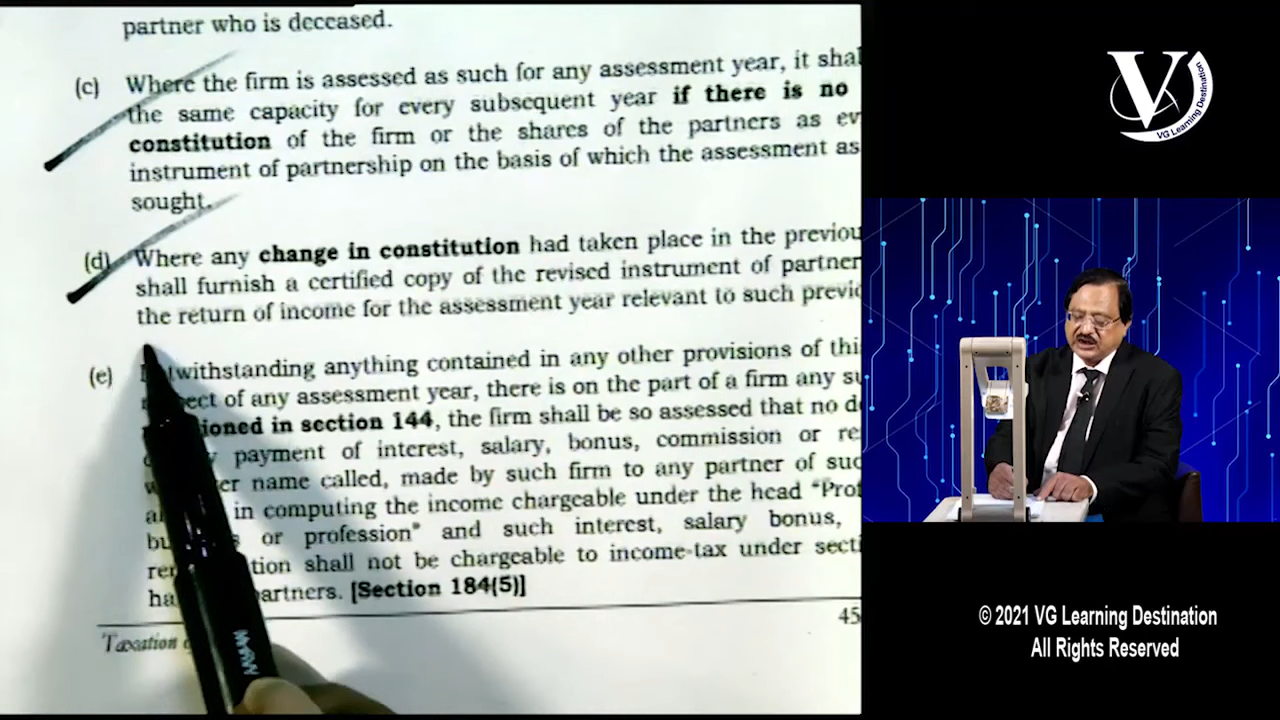 partner who is deceased.
(c) Where the firm is assessed as such for any assessment year, it shal
the same capacity for every subsequent year if there is no
constitution of the firm or the shares of the partners as ev
instrument of partnership on the basis of which the assessment as
sought.
(d) Where any change in constitution had taken place in the previou
shall furnish a certified copy of the revised instrument of partner
the return of income for the assessment year relevant to such previo
(e) withstanding anything contained in any other provisions of thi
ect of any assessment year, there is on the part of a firm any su
ioned in section 144, the firm shall be so assessed that no de
payment of interest, salary, bonus, commission or re
er name called, made by such firm to any partner of suc
in computing the income chargeable under the head "Prof
or profession" and such interest, salary bonus,
tion shall not be chargeable to income-tax under secti
partners. [Section 184(5)]
45
Taxation
V
VG Learning Destination
© 2021 VG Learning Destination
All Rights Reserved